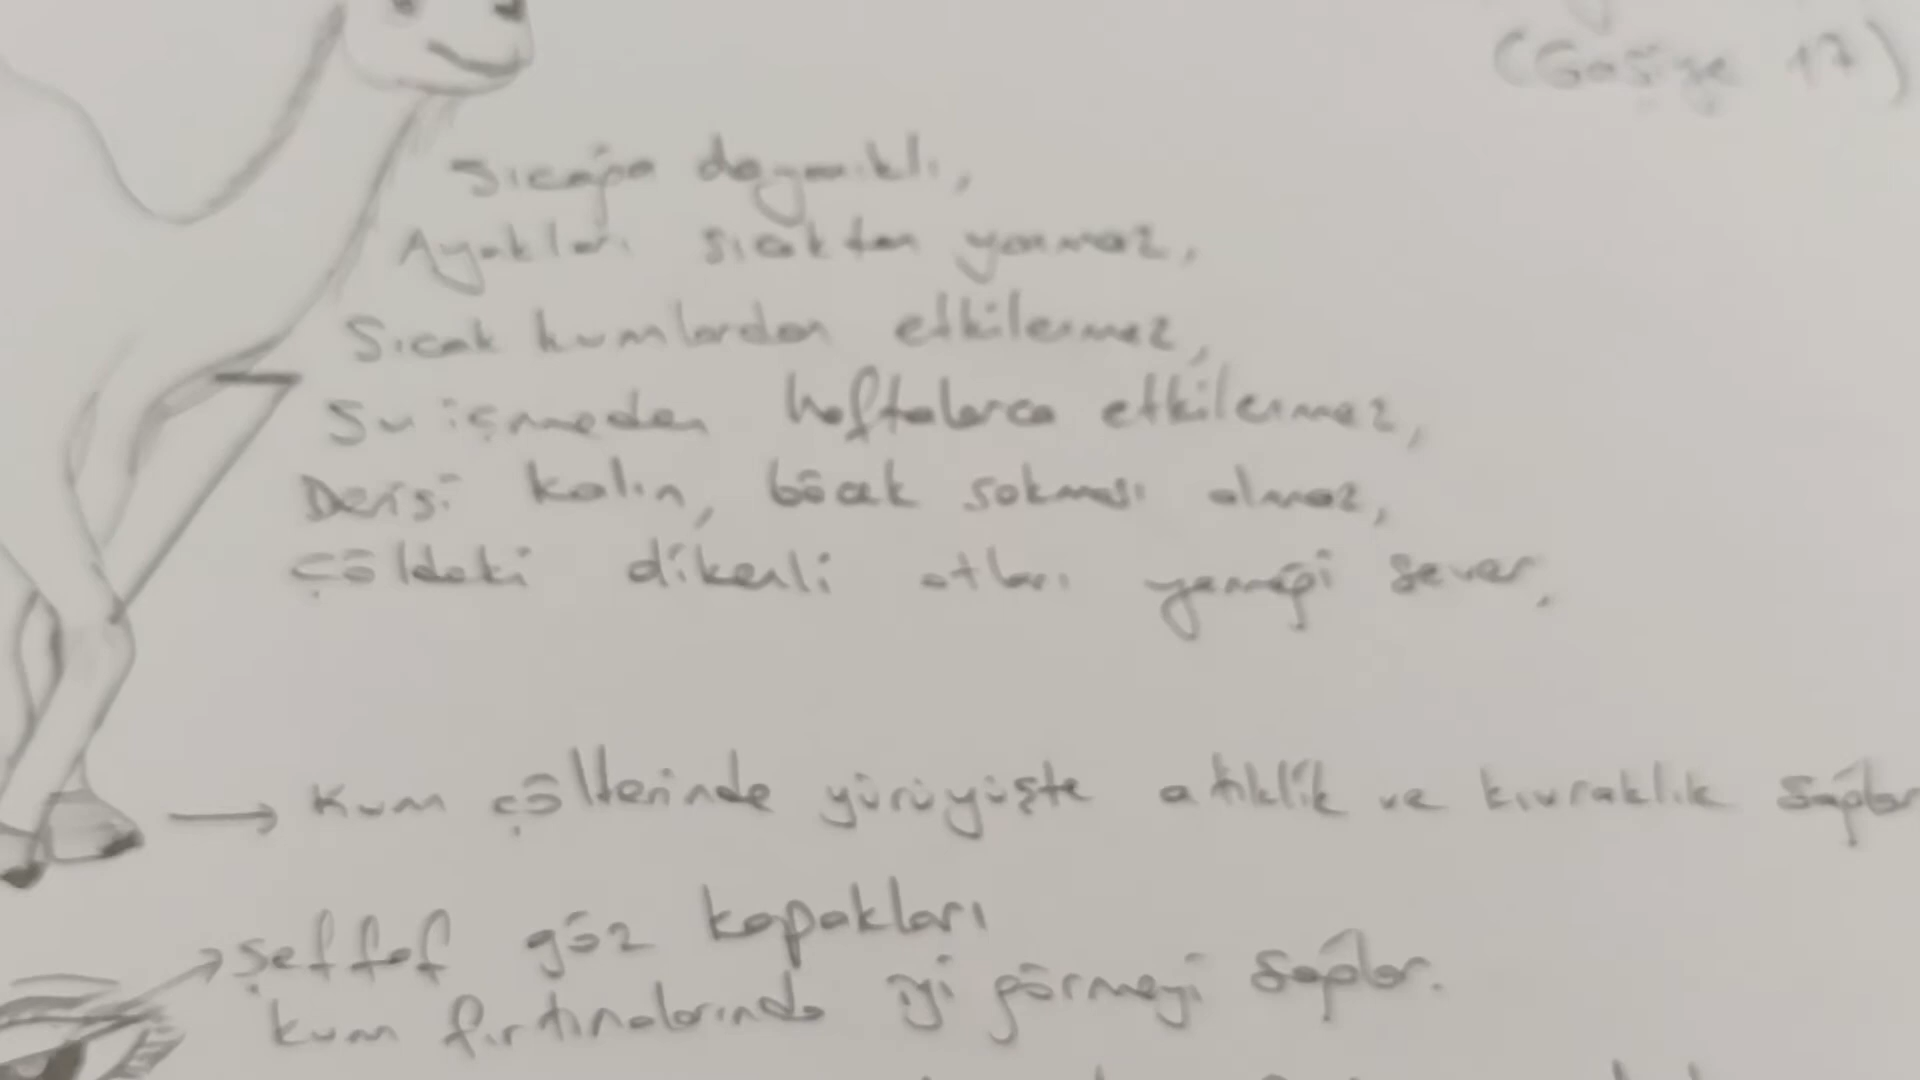 (Gaşiye 17)
Sıcağa dayanıklı,
Ayakları sıcaktan yanmaz,
Sıcak kumlardan etkilenmez,
Su içmeden haftalarca etkilenmez,
Derisi kalın, böcek sokması olmaz,
Çöldeki dikenli otları yemeği sever.
→ Kum çöllerinde yürüyüşte atiklik ve kıvraklık sağlar
→ Şeffaf göz kapakları
kum fırtınalarında iyi görmeyi sağlar.